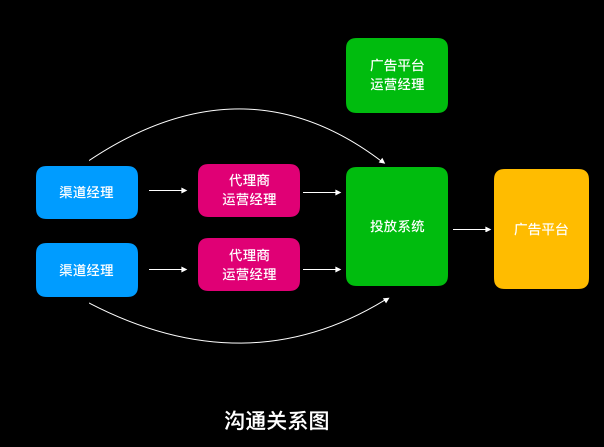 广告平台
运营经理
渠道经理
代理商
运营经理
投放系统
广告平台
渠道经理
代理商
运营经理
沟通关系图